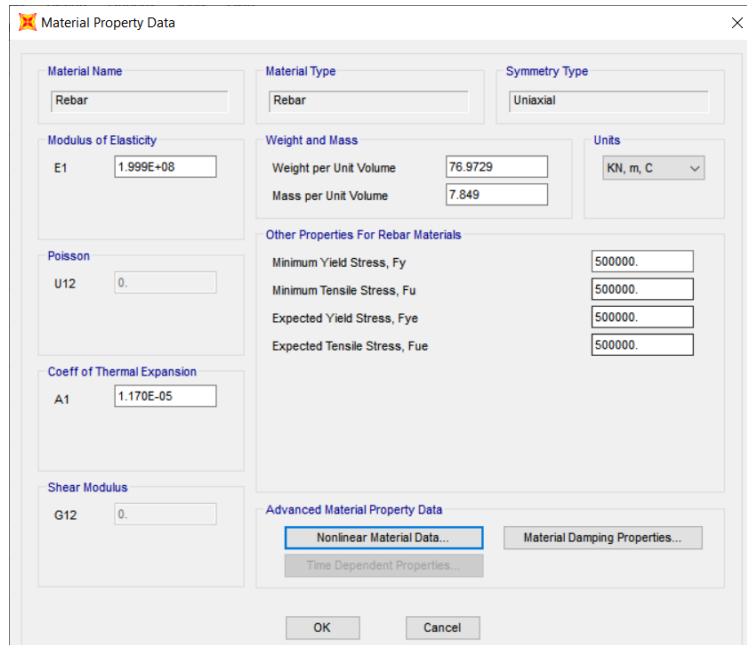 Material Property Data
Material Name
Rebar
Material Type
Rebar
Symmetry Type
Uniaxial
Modulus of Elasticity
E1 1.999E+08
Weight and Mass
Weight per Unit Volume 76.9729
Mass per Unit Volume 7.849
Units
KN, m, C
Poisson
U12 0.
Other Properties For Rebar Materials
Minimum Yield Stress, Fy 500000.
Minimum Tensile Stress, Fu 500000.
Expected Yield Stress, Fye 500000.
Expected Tensile Stress, Fue 500000.
Coeff of Thermal Expansion
A1 1.170E-05
Shear Modulus
G12 0.
Advanced Material Property Data
Nonlinear Material Data... Material Damping Properties...
Time Dependent Properties...
OK Cancel